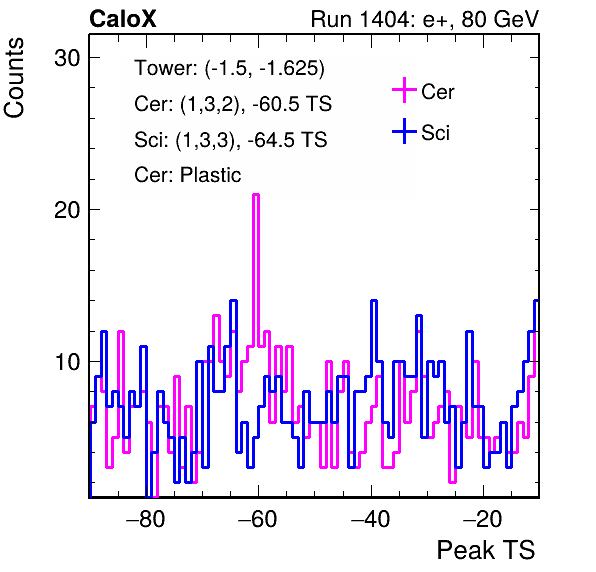 CaloX Run 1404: e+, 80 GeV
Counts
30
20
10
Tower: (-1.5, -1.625)
Cer: (1,3,2), -60.5 TS
Sci: (1,3,3), -64.5 TS
Cer: Plastic
Cer
Sci
−80 −60 −40 −20
Peak TS